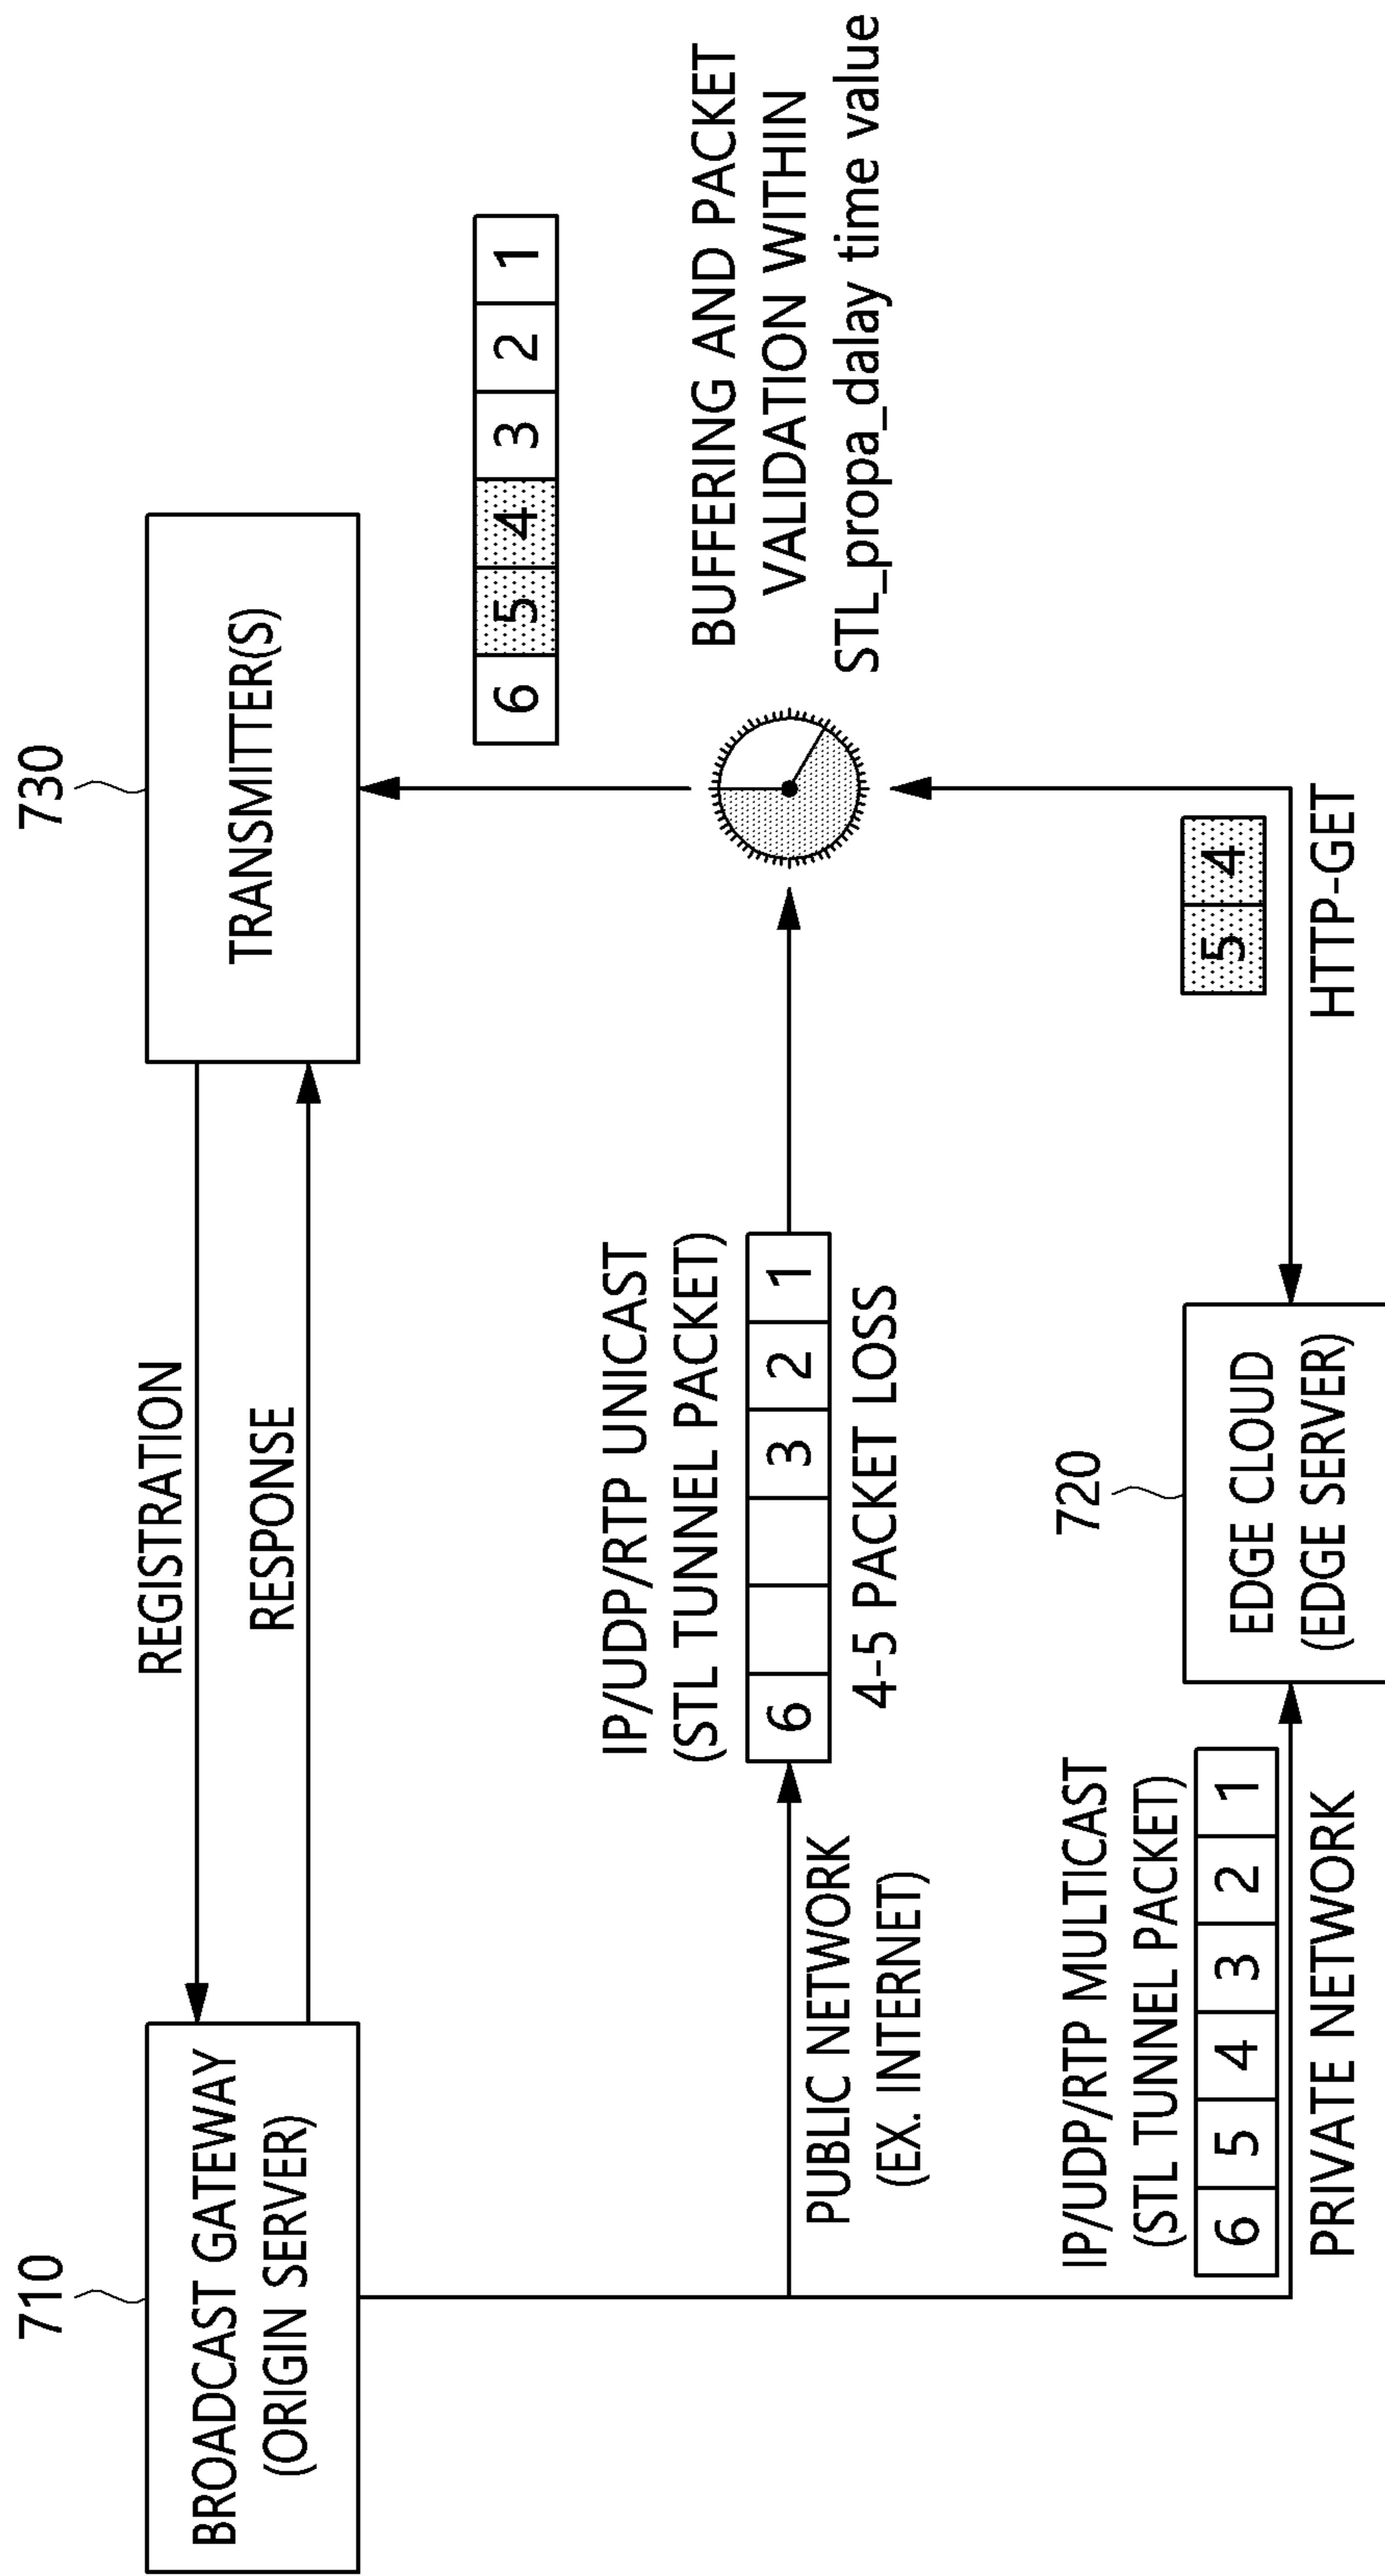 710
BROADCAST GATEWAY
(ORIGIN SERVER)
REGISTRATION
RESPONSE
730
TRANSMITTER(S)
6 5 4 3 2 1
PUBLIC NETWORK
(EX. INTERNET)
IP/UDP/RTP UNICAST
(STL TUNNEL PACKET)
6 3 2 1
4-5 PACKET LOSS
BUFFERING AND PACKET
VALIDATION WITHIN
STL_propa_dalay time value
IP/UDP/RTP MULTICAST
(STL TUNNEL PACKET)
6 5 4 3 2 1
PRIVATE NETWORK
720
EDGE CLOUD
(EDGE SERVER)
5 4
HTTP-GET